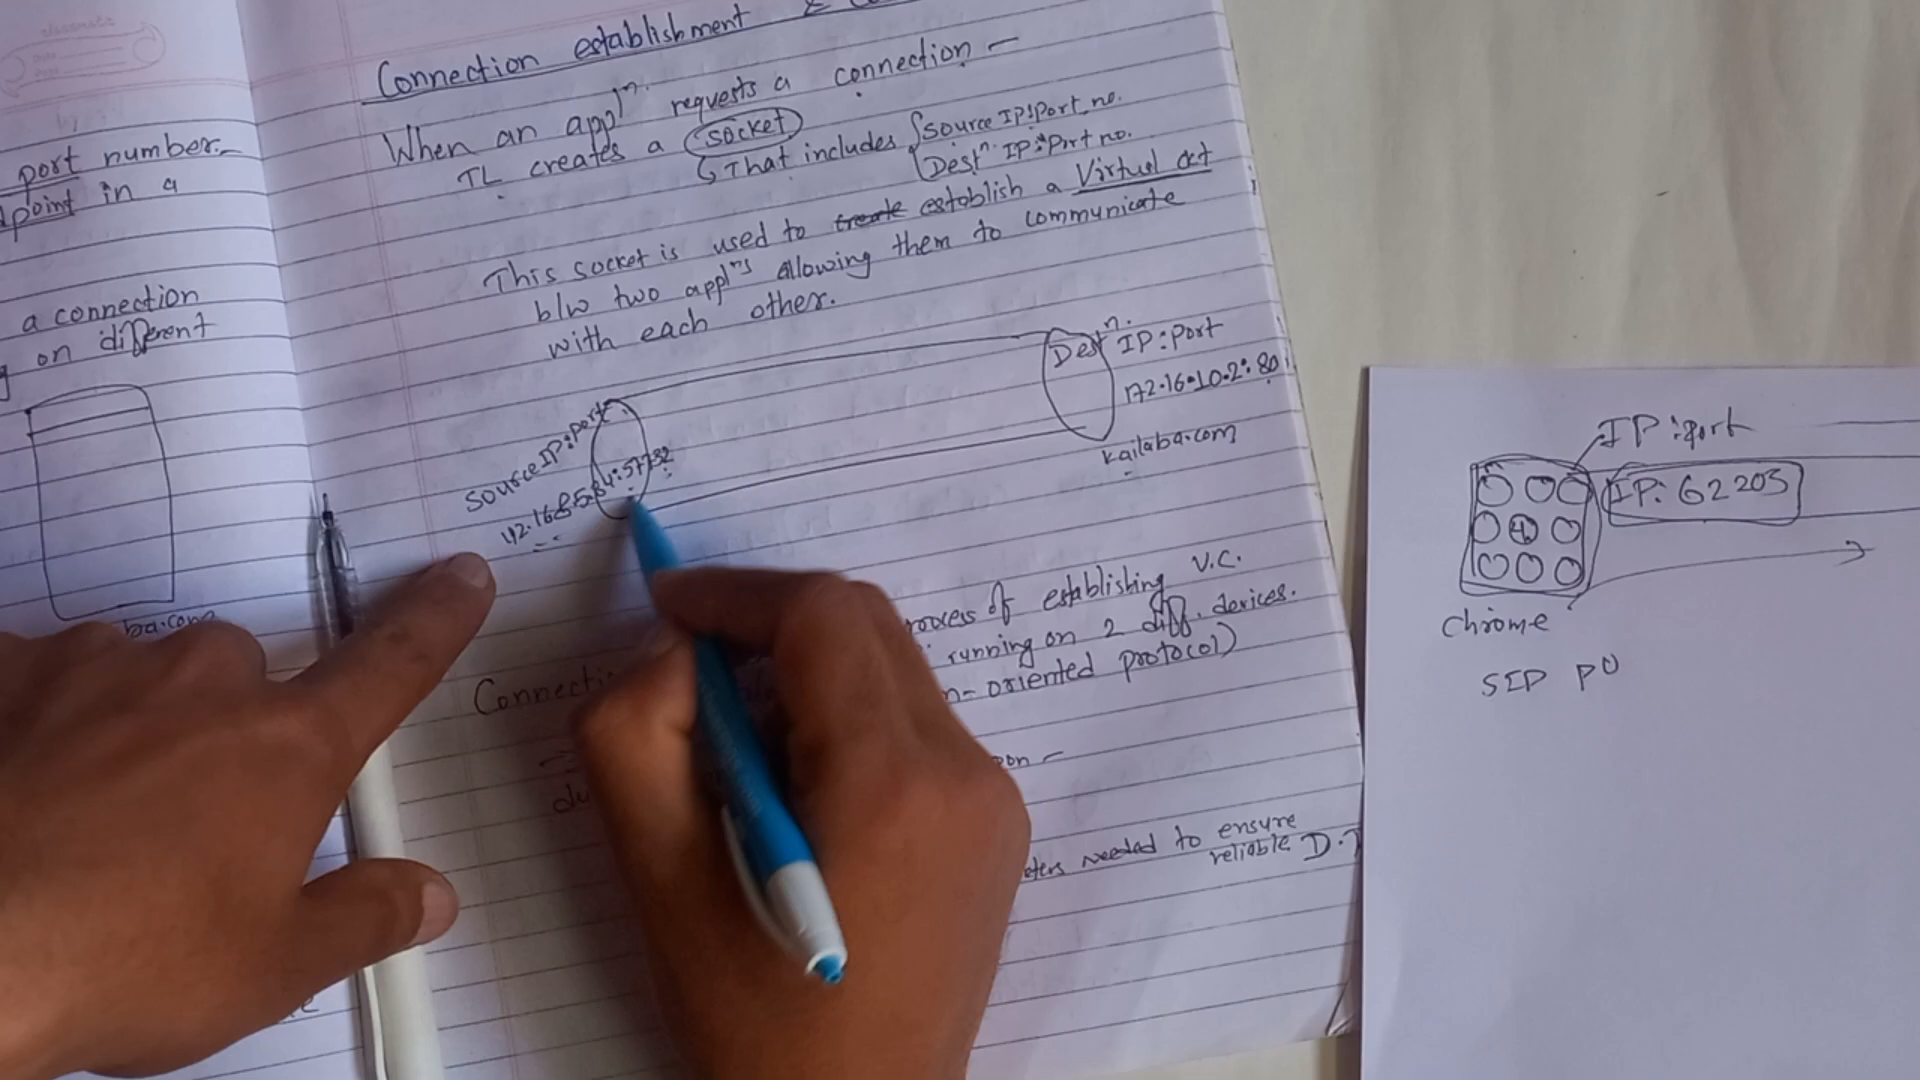 port number.
point in a
a connection
on different
ba.com
Connection establishment &
When an applⁿ. requests a connection –
TL creates a socket
That includes { Source IP:Port no.
Destⁿ. IP:Port no.
This socket is used to create establish a Virtual ckt
b/w two applⁿs allowing them to communicate
with each other.
Source IP:port
Destⁿ. IP:port
172.16.10.2:80
kailaba.com
process of establishing V.C.
running on 2 diff. devices.
n-oriented protocol)
Connecti
needed to ensure
reliable D.T
IP:port
IP: 62205
chrome
SIP PO